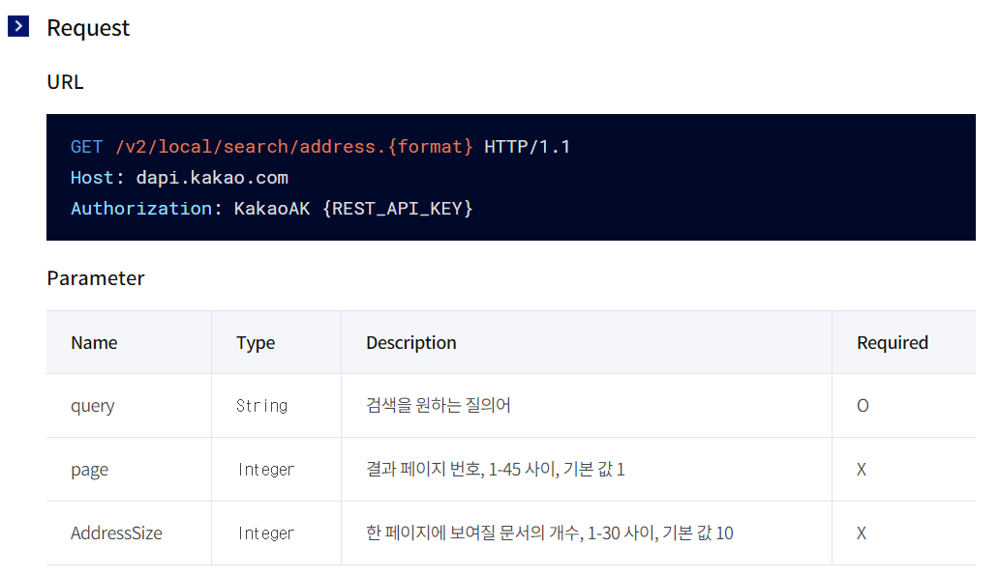 Request
URL
GET /v2/local/search/address.{format} HTTP/1.1
Host: dapi.kakao.com
Authorization: KakaoAK {REST_API_KEY}
Parameter
Name Type Description Required
query String 검색을 원하는 질의어 O
page Integer 결과 페이지 번호, 1-45 사이, 기본 값 1 X
AddressSize Integer 한 페이지에 보여질 문서의 개수, 1-30 사이, 기본 값 10 X